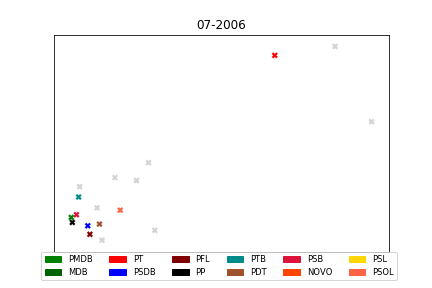 07-2006
PMDB PT PFL PTB PSB PSL
MDB PSDB PP PDT NOVO PSOL